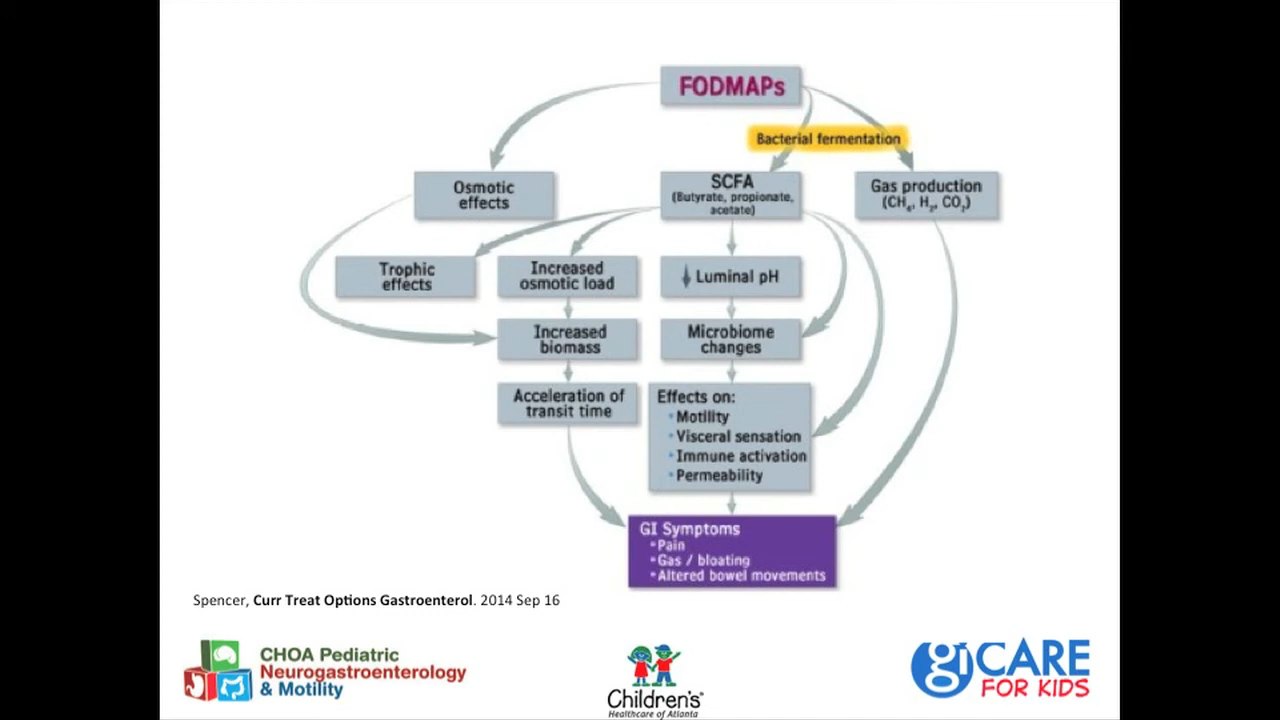 FODMAPs
Bacterial fermentation
Osmotic
effects
SCFA
(Butyrate, propionate,
acetate)
Gas production
(CH₄, H₂, CO₂)
Trophic
effects
Increased
osmotic load
↓ Luminal pH
Increased
biomass
Microbiome
changes
Acceleration of
transit time
Effects on:
• Motility
• Visceral sensation
• Immune activation
• Permeability
GI Symptoms
• Pain
• Gas / bloating
• Altered bowel movements
Spencer, Curr Treat Options Gastroenterol. 2014 Sep 16
CHOA Pediatric
Neurogastroenterology
& Motility
Children's
Healthcare of Atlanta
gi CARE
FOR KIDS